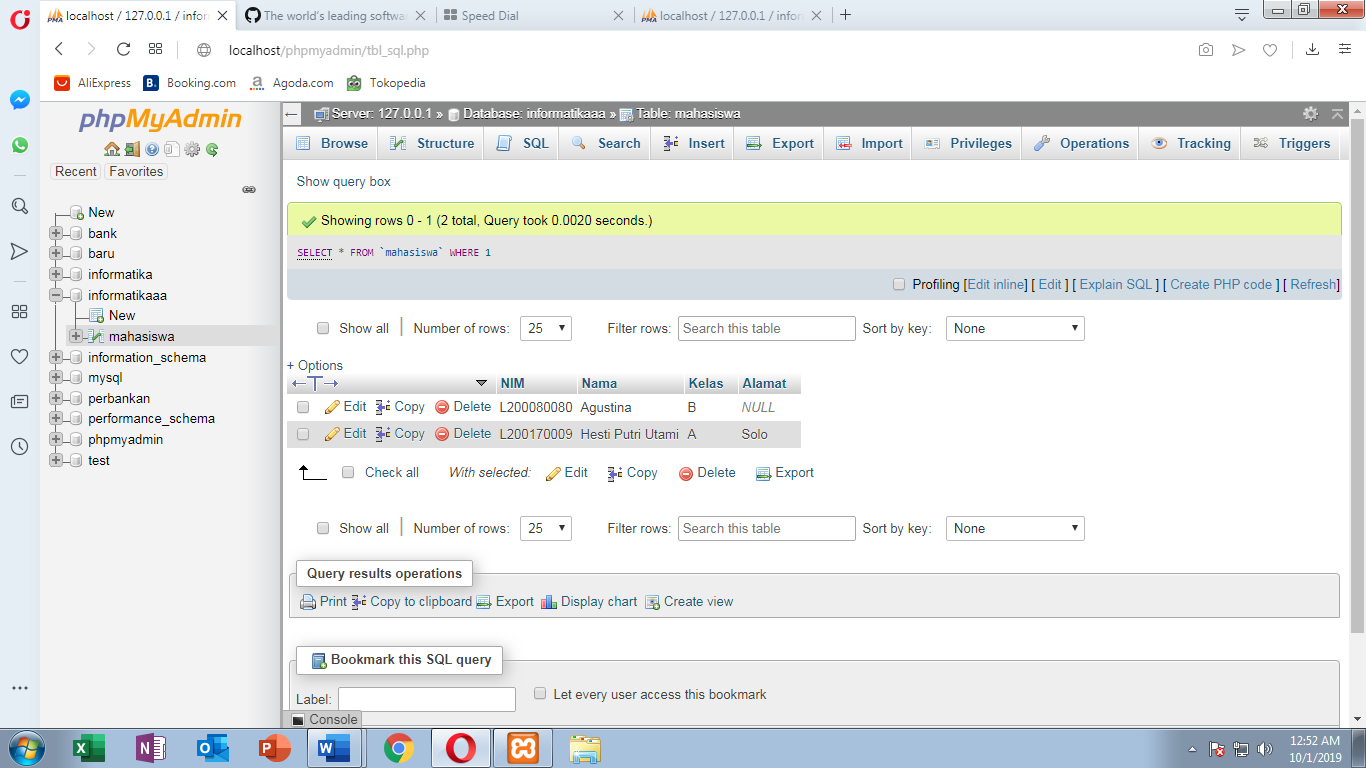 localhost / 127.0.0.1 / infor
The world's leading softwa
Speed Dial
localhost / 127.0.0.1 / infor
localhost/phpmyadmin/tbl_sql.php
AliExpress
B. Booking.com
a Agoda.com
Tokopedia
phpMyAdmin
Recent Favorites
New
bank
baru
informatika
informatikaaa
New
mahasiswa
information_schema
mysql
perbankan
performance_schema
phpmyadmin
test
Server: 127.0.0.1 » Database: informatikaaa » Table: mahasiswa
Browse Structure SQL Search Insert Export Import Privileges Operations Tracking Triggers
Show query box
Showing rows 0 - 1 (2 total, Query took 0.0020 seconds.)
SELECT * FROM `mahasiswa` WHERE 1
Profiling [Edit inline] [ Edit ] [ Explain SQL ] [ Create PHP code ] [ Refresh]
Show all | Number of rows: 25 Filter rows: Search this table Sort by key: None
+ Options
←T→ NIM Nama Kelas Alamat
Edit Copy Delete L200080080 Agustina B NULL
Edit Copy Delete L200170009 Hesti Putri Utami A Solo
Check all With selected: Edit Copy Delete Export
Show all | Number of rows: 25 Filter rows: Search this table Sort by key: None
Query results operations
Print Copy to clipboard Export Display chart Create view
Bookmark this SQL query
Label: Let every user access this bookmark
Console
12:52 AM
10/1/2019